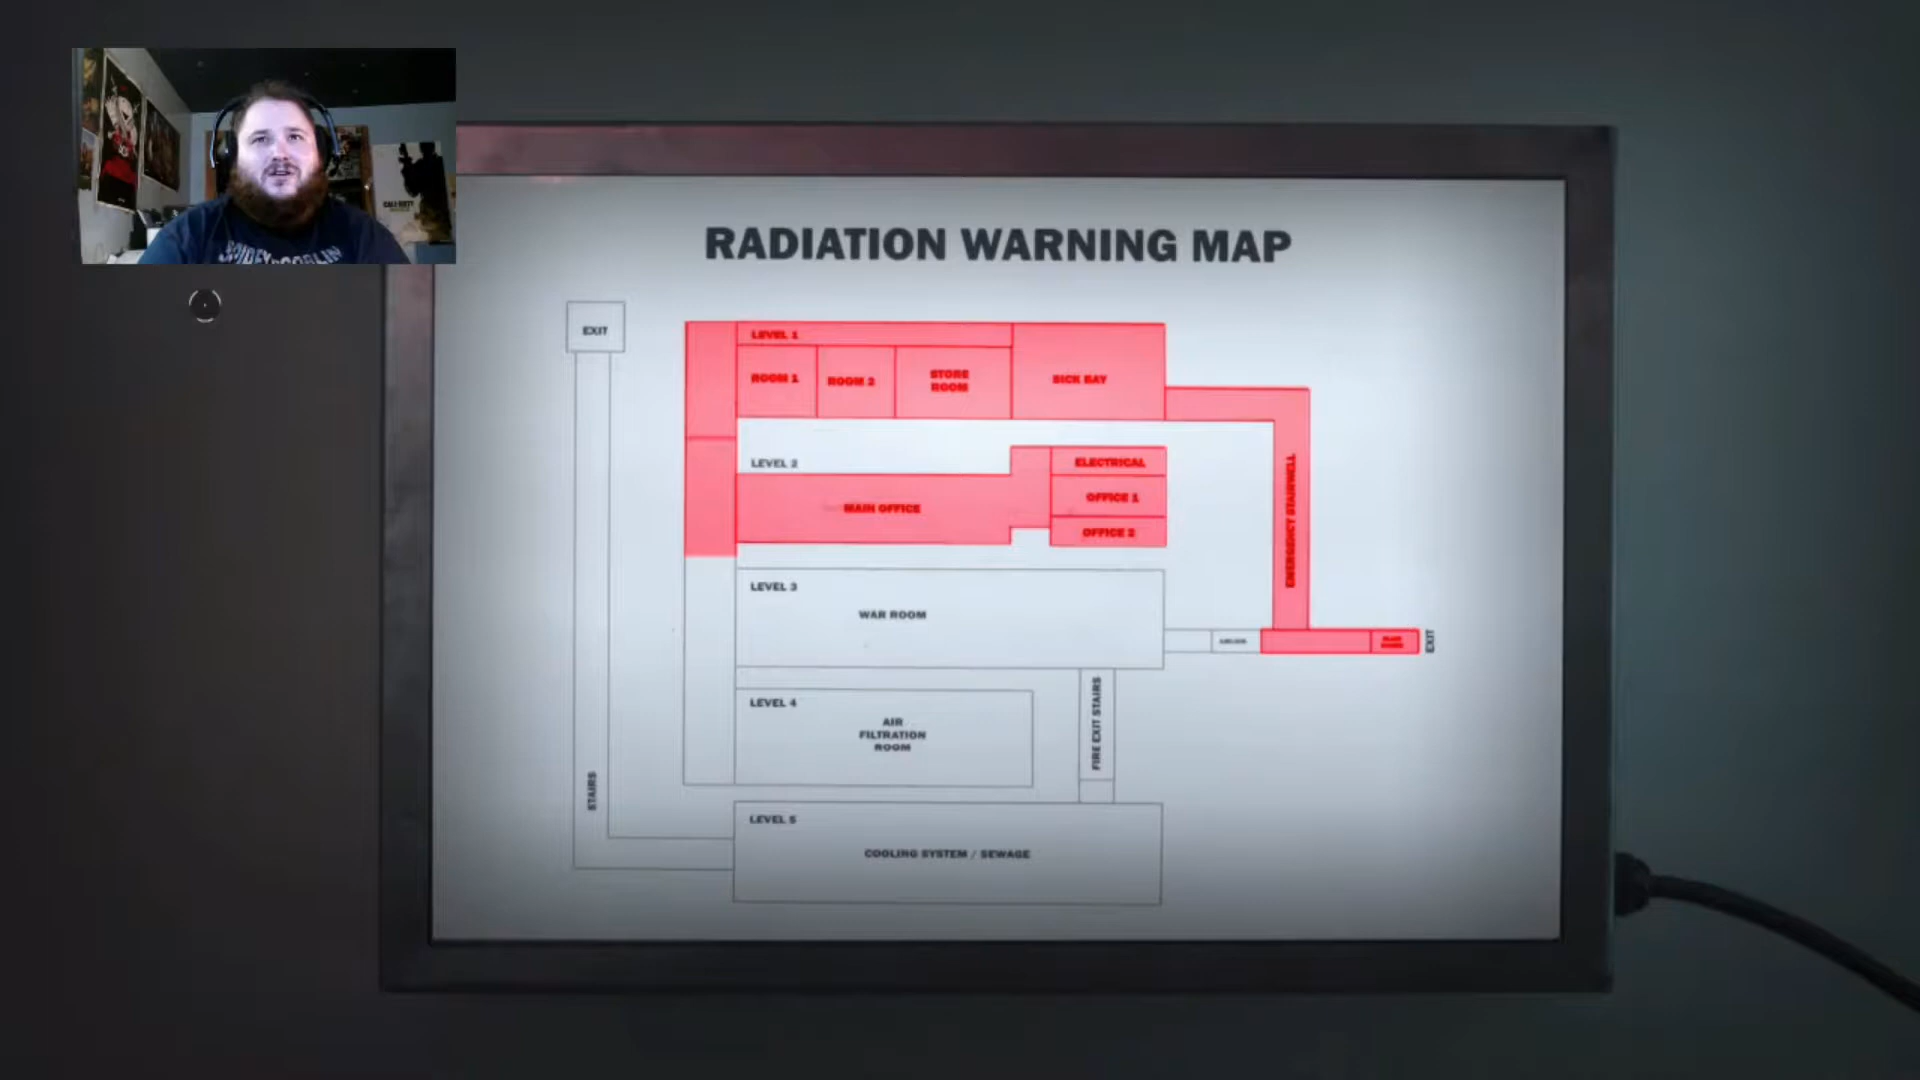 RADIATION WARNING MAP
EXIT
LEVEL 1
ROOM 1
ROOM 2
STORE
ROOM
SICK BAY
LEVEL 2
ELECTRICAL
MAIN OFFICE
OFFICE 1
OFFICE 2
EMERGENCY STAIRWELL
LEVEL 3
WAR ROOM
EXIT
LEVEL 4
AIR
FILTRATION
ROOM
FIRE EXIT STAIRS
STAIRS
LEVEL 5
COOLING SYSTEM / SEWAGE
CALL DUTY